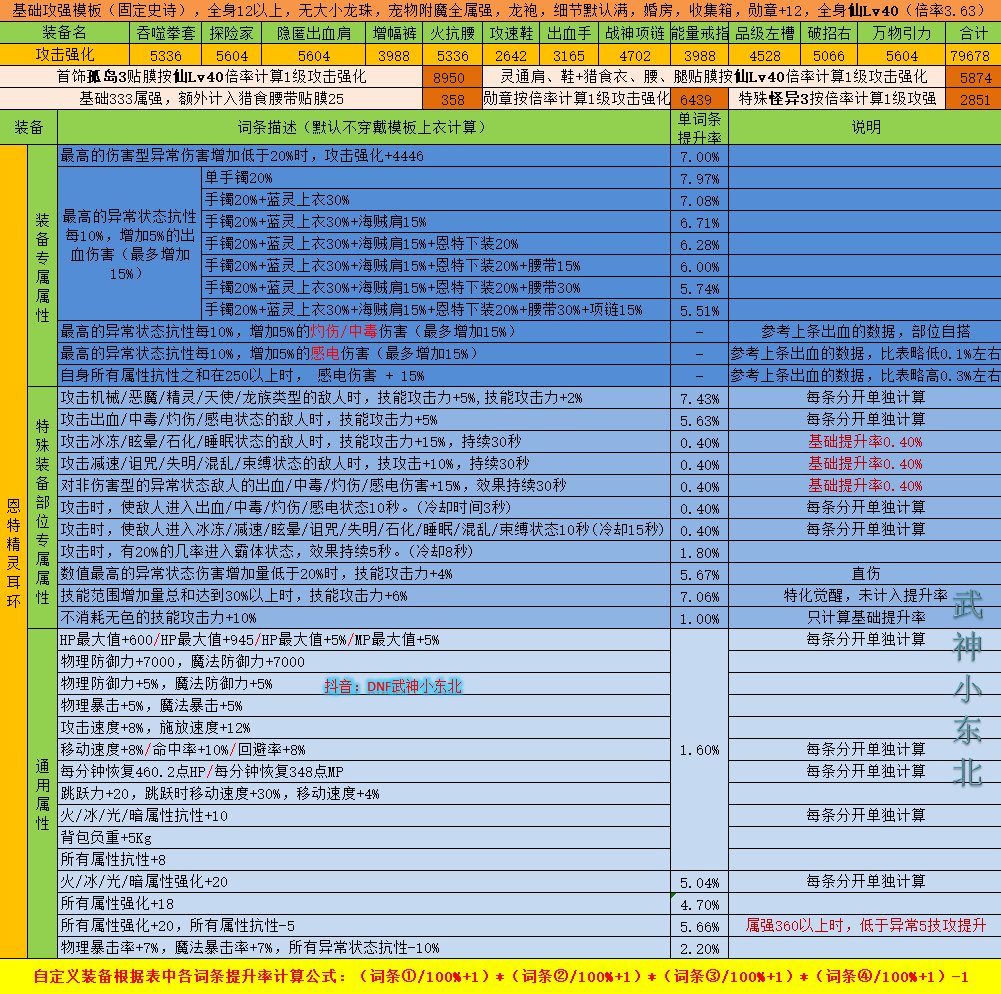 基础攻强模板（固定史诗），全身12以上，无大小龙珠，宠物附魔全属强，龙袍，细节默认满，婚房，收集箱，勋章+12，全身仙Lv40（倍率3.63）
装备名 吞噬拳套 探险家 隐匿出血肩 增幅裤 火抗腰 攻速鞋 出血手 战神项链 能量戒指 品级左槽 破招右 万物引力 合计
攻击强化 5336 5604 5604 3988 5336 2642 3165 4702 3988 4528 5066 5604 79678
首饰孤岛3贴膜按仙Lv40倍率计算1级攻击强化 8950 灵通肩、鞋+猎食衣、腰、腿贴膜按仙Lv40倍率计算1级攻击强化 5874
基础333属强，额外计入猎食腰带贴膜25 358 勋章按倍率计算1级攻击强化 6439 特殊怪异3按倍率计算1级攻强 2851
装备 词条描述（默认不穿戴模板上衣计算） 单词条提升率 说明
恩特精灵耳环
装备专属属性
最高的伤害型异常伤害增加低于20%时，攻击强化+4446 7.00%
最高的异常状态抗性每10%，增加5%的出血伤害（最多增加15%）
单手镯20% 7.97%
手镯20%+蓝灵上衣30% 7.08%
手镯20%+蓝灵上衣30%+海贼肩15% 6.71%
手镯20%+蓝灵上衣30%+海贼肩15%+恩特下装20% 6.28%
手镯20%+蓝灵上衣30%+海贼肩15%+恩特下装20%+腰带15% 6.00%
手镯20%+蓝灵上衣30%+海贼肩15%+恩特下装20%+腰带30% 5.74%
手镯20%+蓝灵上衣30%+海贼肩15%+恩特下装20%+腰带30%+项链15% 5.51%
最高的异常状态抗性每10%，增加5%的灼伤/中毒伤害（最多增加15%） - 参考上条出血的数据，部位自搭
最高的异常状态抗性每10%，增加5%的感电伤害（最多增加15%） - 参考上条出血的数据，比表略低0.1%左右
自身所有属性抗性之和在250以上时， 感电伤害 + 15% - 参考上条出血的数据，比表略高0.3%左右
特殊装备部位专属属性
攻击机械/恶魔/精灵/天使/龙族类型的敌人时，技能攻击力+5%,技能攻击力+2% 7.43% 每条分开单独计算
攻击出血/中毒/灼伤/感电状态的敌人时，技能攻击力+5% 5.63% 每条分开单独计算
攻击冰冻/眩晕/石化/睡眠状态的敌人时，技能攻击力+15%，持续30秒 0.40% 基础提升率0.40%
攻击减速/诅咒/失明/混乱/束缚状态的敌人时，技攻击+10%，持续30秒 0.40% 基础提升率0.40%
对非伤害型的异常状态敌人的出血/中毒/灼伤/感电伤害+15%，效果持续30秒 0.40% 基础提升率0.40%
攻击时，使敌人进入出血/中毒/灼伤/感电状态10秒。（冷却时间3秒） 0.40% 每条分开单独计算
攻击时，使敌人进入冰冻/减速/眩晕/诅咒/失明/石化/睡眠/混乱/束缚状态10秒(冷却15秒) 0.40% 每条分开单独计算
攻击时，有20%的几率进入霸体状态，效果持续5秒。（冷却8秒） 1.80%
数值最高的异常状态伤害增加量低于20%时，技能攻击力+4% 5.67% 直伤
技能范围增加量总和达到30%以上时，技能攻击力+6% 7.06% 特化觉醒，未计入提升率
不消耗无色的技能攻击力+10% 1.00% 只计算基础提升率
通用属性
HP最大值+600/HP最大值+945/HP最大值+5%/MP最大值+5% 每条分开单独计算
物理防御力+7000，魔法防御力+7000
物理防御力+5%，魔法防御力+5% 抖音：DNF武神小东北
物理暴击+5%，魔法暴击+5%
攻击速度+8%，施放速度+12%
移动速度+8%/命中率+10%/回避率+8% 1.60% 每条分开单独计算
每分钟恢复460.2点HP/每分钟恢复348点MP 每条分开单独计算
跳跃力+20，跳跃时移动速度+30%，移动速度+4%
火/冰/光/暗属性抗性+10 每条分开单独计算
背包负重+5Kg
所有属性抗性+8
火/冰/光/暗属性强化+20 5.04% 每条分开单独计算
所有属性强化+18 4.70%
所有属性强化+20，所有属性抗性-5 5.66% 属强360以上时，低于异常5技攻提升
物理暴击率+7%，魔法暴击率+7%，所有异常状态抗性-10% 2.20%
武神小东北
自定义装备根据表中各词条提升率计算公式：（词条①/100%+1）*（词条②/100%+1）*（词条③/100%+1）*（词条④/100%+1）-1